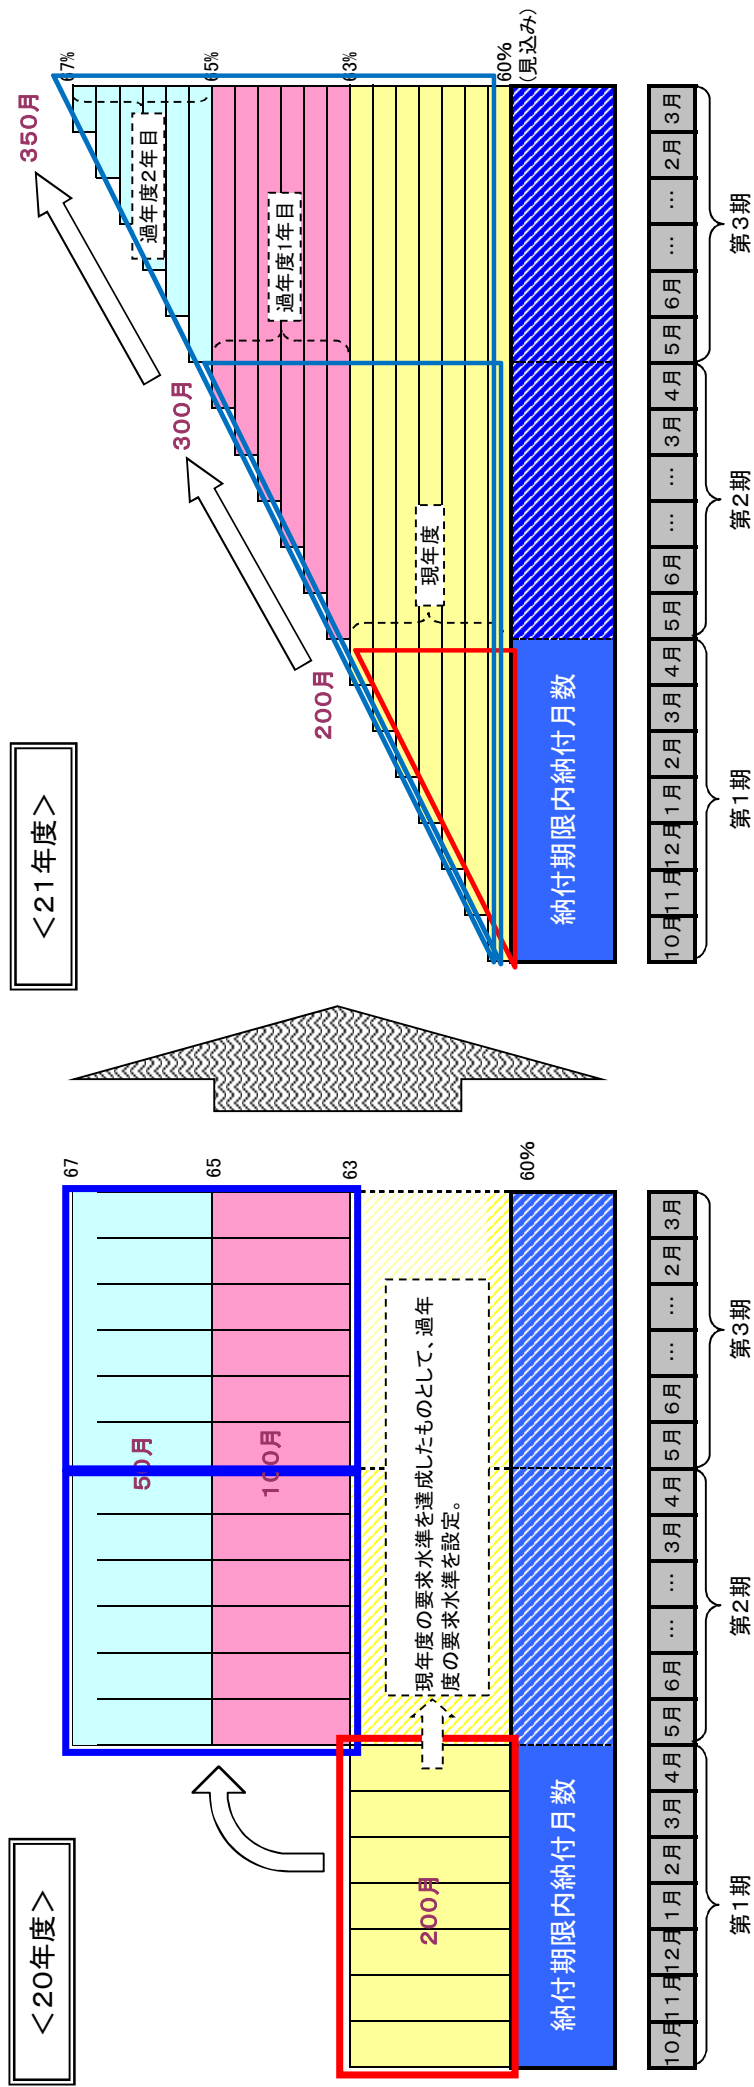 ＜20年度＞
67
65
63
60%
50月
100月
200月
現年度の要求水準を達成したものとして、過年
度の要求水準を設定。
納付期限内納付月数
10月
11月
12月
1月
2月
3月
4月
5月
6月
…
…
3月
4月
5月
6月
…
…
2月
3月
第1期
第2期
第3期
＜21年度＞
350月
300月
200月
67%
65%
63%
60%
(見込み)
過年度2年目
過年度1年目
現年度
納付期限内納付月数
10月
11月
12月
1月
2月
3月
4月
5月
6月
…
…
3月
4月
5月
6月
…
…
2月
3月
第1期
第2期
第3期